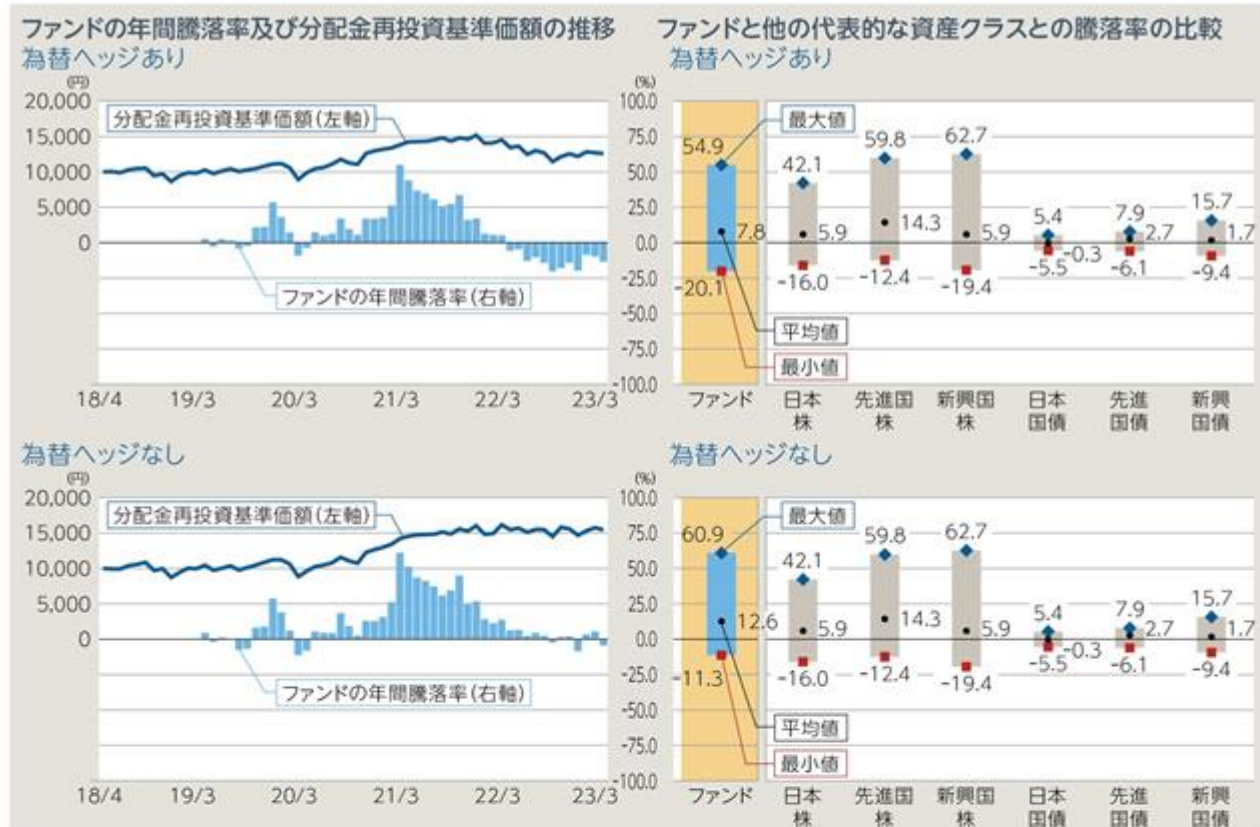 ファンドの年間騰落率及び分配金再投資基準価額の推移
為替ヘッジあり
(円)
20,000
15,000
10,000
5,000
0
分配金再投資基準価額(左軸)
ファンドの年間騰落率(右軸)
(%)
100.0
75.0
50.0
25.0
0.0
-25.0
-50.0
-75.0
-100.0
18/4 19/3 20/3 21/3 22/3 23/3
ファンドと他の代表的な資産クラスとの騰落率の比較
為替ヘッジあり
最大値
平均値
最小値
54.9 42.1 59.8 62.7 5.4 7.9 15.7
7.8 5.9 14.3 5.9 -0.3 2.7 1.7
-20.1 -16.0 -12.4 -19.4 -5.5 -6.1 -9.4
ファンド 日本 先進国 新興国 日本 先進 新興
株 株 株 国債 国債 国債
為替ヘッジなし
(円)
20,000
15,000
10,000
5,000
0
分配金再投資基準価額(左軸)
ファンドの年間騰落率(右軸)
(%)
100.0
75.0
50.0
25.0
0.0
-25.0
-50.0
-75.0
-100.0
18/4 19/3 20/3 21/3 22/3 23/3
為替ヘッジなし
最大値
平均値
最小値
60.9 42.1 59.8 62.7 5.4 7.9 15.7
12.6 5.9 14.3 5.9 -0.3 2.7 1.7
-11.3 -16.0 -12.4 -19.4 -5.5 -6.1 -9.4
ファンド 日本 先進国 新興国 日本 先進 新興
株 株 株 国債 国債 国債